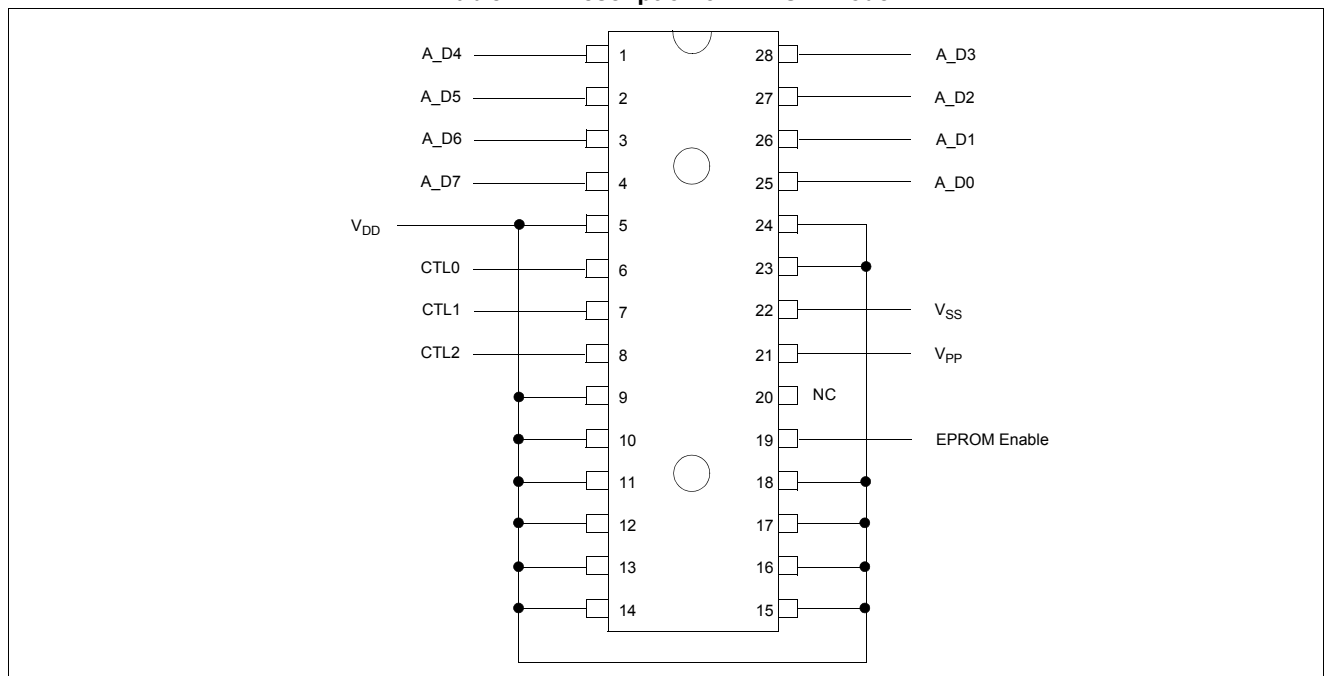 A_D4 1 28 A_D3
A_D5 2 27 A_D2
A_D6 3 26 A_D1
A_D7 4 25 A_D0
VDD 5 24
CTL0 6 23
CTL1 7 22 VSS
CTL2 8 21 VPP
9 20 NC
10 19 EPROM Enable
11 18
12 17
13 16
14 15